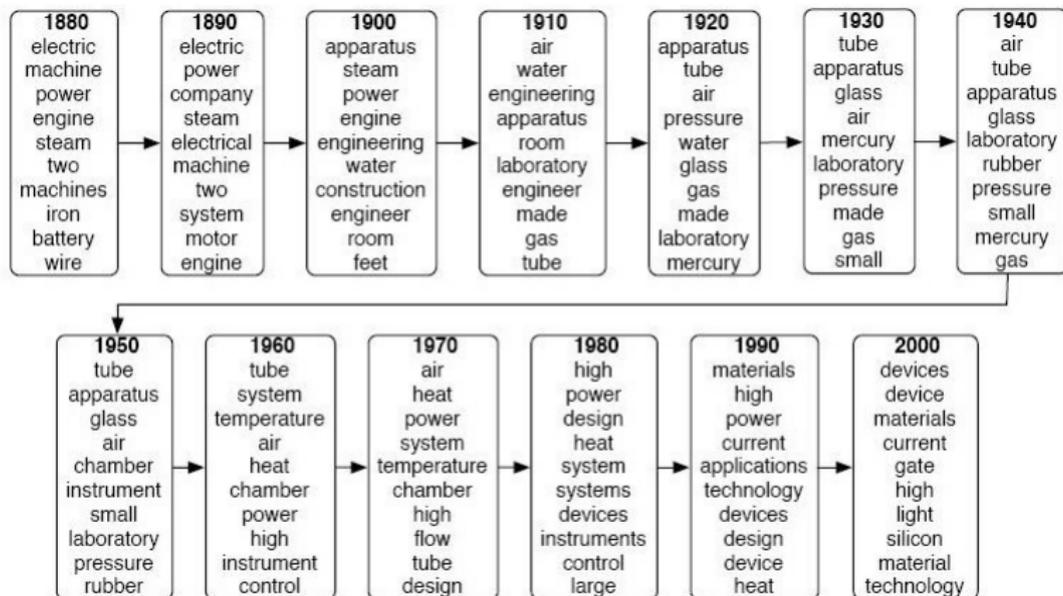 1880
electric
machine
power
engine
steam
two
machines
iron
battery
wire
1890
electric
power
company
steam
electrical
machine
two
system
motor
engine
1900
apparatus
steam
power
engine
engineering
water
construction
engineer
room
feet
1910
air
water
engineering
apparatus
room
laboratory
engineer
made
gas
tube
1920
apparatus
tube
air
pressure
water
glass
gas
made
laboratory
mercury
1930
tube
apparatus
glass
air
mercury
laboratory
pressure
made
gas
small
1940
air
tube
apparatus
glass
laboratory
rubber
pressure
small
mercury
gas
1950
tube
apparatus
glass
air
chamber
instrument
small
laboratory
pressure
rubber
1960
tube
system
temperature
air
heat
chamber
power
high
instrument
control
1970
air
heat
power
system
temperature
chamber
high
flow
tube
design
1980
high
power
design
heat
system
systems
devices
instruments
control
large
1990
materials
high
power
current
applications
technology
devices
design
device
heat
2000
devices
device
materials
current
gate
high
light
silicon
material
technology